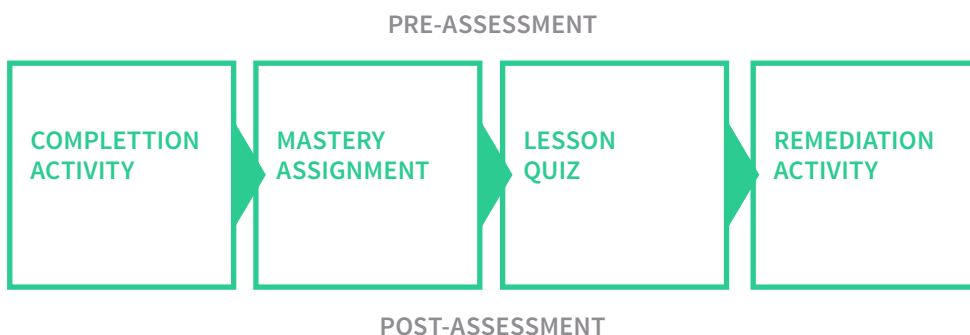 PRE-ASSESSMENT
COMPLETTION
ACTIVITY
MASTERY
ASSIGNMENT
LESSON
QUIZ
REMEDIATION
ACTIVITY
POST-ASSESSMENT